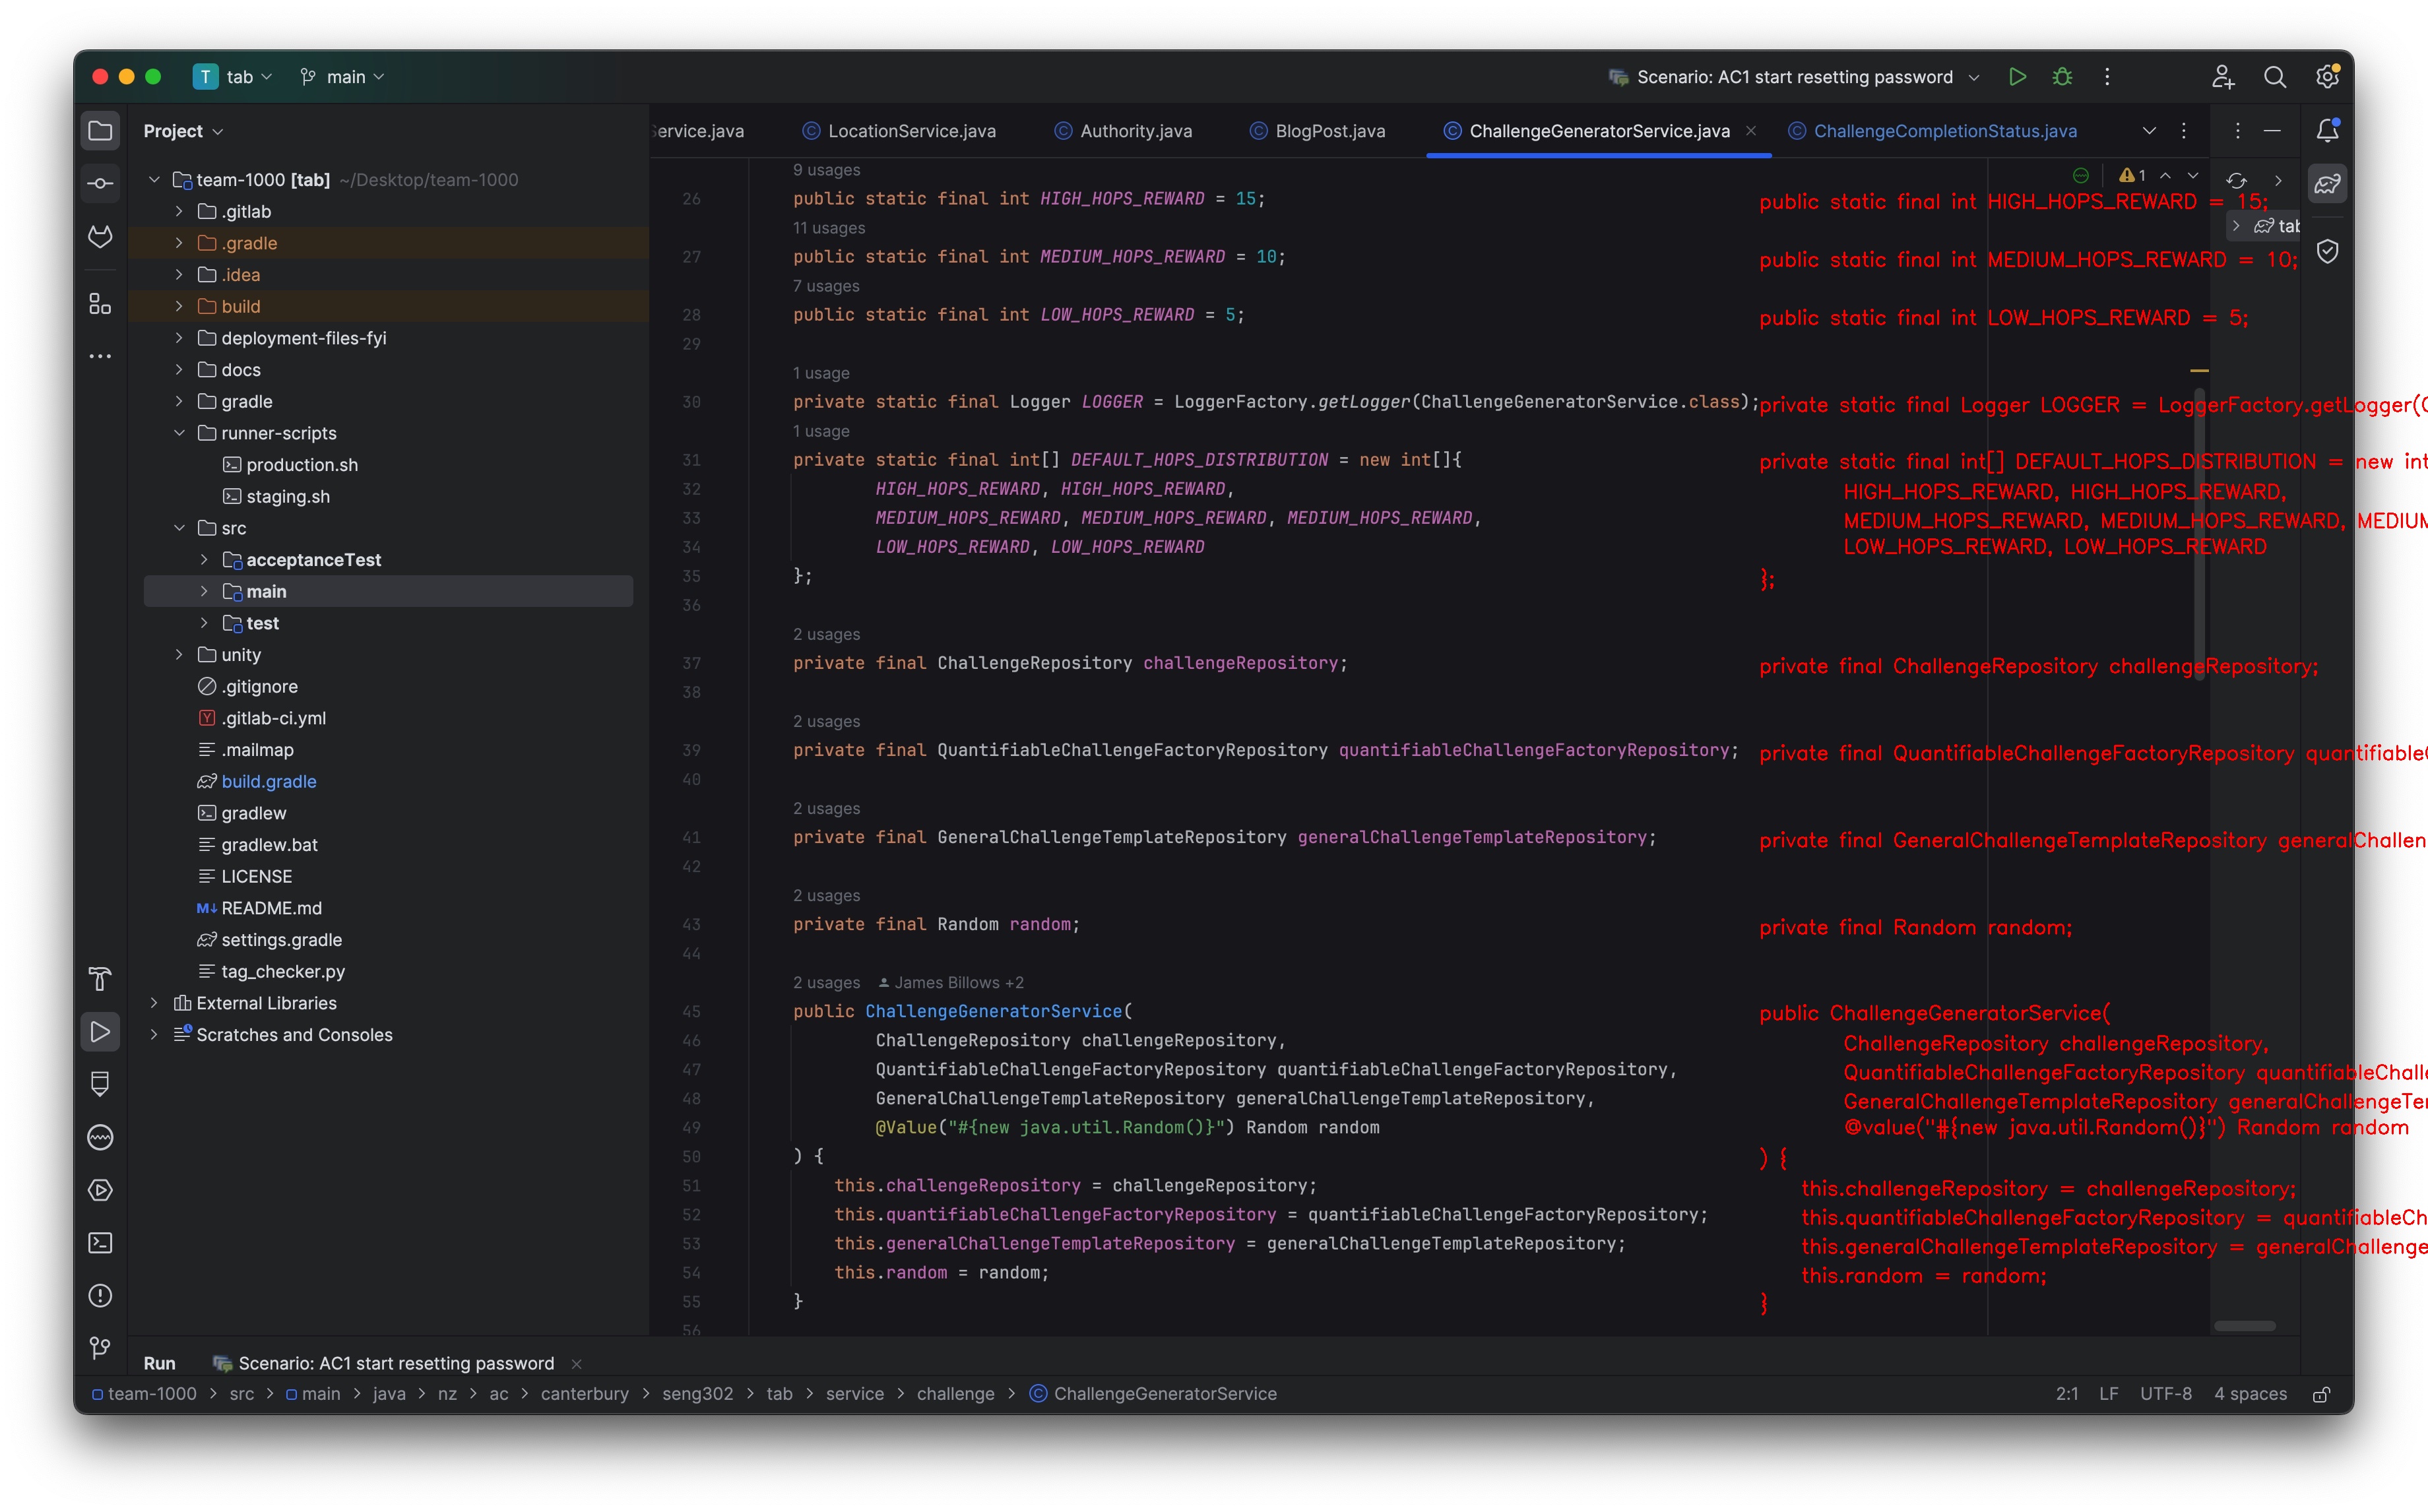 T tab main
Scenario: AC1 start resetting password
Project
team-1000 [tab] ~/Desktop/team-1000
.gitlab
.gradle
.idea
build
deployment-files-fyi
docs
gradle
runner-scripts
production.sh
staging.sh
src
acceptanceTest
main
test
unity
.gitignore
.gitlab-ci.yml
.mailmap
build.gradle
gradlew
gradlew.bat
LICENSE
README.md
settings.gradle
tag_checker.py
External Libraries
Scratches and Consoles
Service.java LocationService.java Authority.java BlogPost.java ChallengeGeneratorService.java ChallengeCompletionStatus.java
1
tab
9 usages
26 public static final int HIGH_HOPS_REWARD = 15;
11 usages
27 public static final int MEDIUM_HOPS_REWARD = 10;
7 usages
28 public static final int LOW_HOPS_REWARD = 5;
29
1 usage
30 private static final Logger LOGGER = LoggerFactory.getLogger(ChallengeGeneratorService.class);
1 usage
31 private static final int[] DEFAULT_HOPS_DISTRIBUTION = new int[]{
32 HIGH_HOPS_REWARD, HIGH_HOPS_REWARD,
33 MEDIUM_HOPS_REWARD, MEDIUM_HOPS_REWARD, MEDIUM_HOPS_REWARD,
34 LOW_HOPS_REWARD, LOW_HOPS_REWARD
35 };
36
2 usages
37 private final ChallengeRepository challengeRepository;
38
2 usages
39 private final QuantifiableChallengeFactoryRepository quantifiableChallengeFactoryRepository;
40
2 usages
41 private final GeneralChallengeTemplateRepository generalChallengeTemplateRepository;
42
2 usages
43 private final Random random;
44
2 usages James Billows +2
45 public ChallengeGeneratorService(
46 ChallengeRepository challengeRepository,
47 QuantifiableChallengeFactoryRepository quantifiableChallengeFactoryRepository,
48 GeneralChallengeTemplateRepository generalChallengeTemplateRepository,
49 @Value("#{new java.util.Random()}") Random random
50 ) {
51 this.challengeRepository = challengeRepository;
52 this.quantifiableChallengeFactoryRepository = quantifiableChallengeFactoryRepository;
53 this.generalChallengeTemplateRepository = generalChallengeTemplateRepository;
54 this.random = random;
55 }
56
public static final int HIGH_HOPS_REWARD = 15;
public static final int MEDIUM_HOPS_REWARD = 10;
public static final int LOW_HOPS_REWARD = 5;
private static final Logger LOGGER = LoggerFactory.getLogger(
private static final int[] DEFAULT_HOPS_DISTRIBUTION = new int
HIGH_HOPS_REWARD, HIGH_HOPS_REWARD,
MEDIUM_HOPS_REWARD, MEDIUM_HOPS_REWARD, MEDIUM
LOW_HOPS_REWARD, LOW_HOPS_REWARD
};
private final ChallengeRepository challengeRepository;
private final QuantifiableChallengeFactoryRepository quantifiable
private final GeneralChallengeTemplateRepository generalChallen
private final Random random;
public ChallengeGeneratorService(
ChallengeRepository challengeRepository,
QuantifiableChallengeFactoryRepository quantifiableChall
GeneralChallengeTemplateRepository generalChallengeTe
@value("#{new java.util.Random()}") Random random
) {
this.challengeRepository = challengeRepository;
this.quantifiableChallengeFactoryRepository = quantifiableCh
this.generalChallengeTemplateRepository = generalChallenge
this.random = random;
}
Run Scenario: AC1 start resetting password
team-1000 > src > main > java > nz > ac > canterbury > seng302 > tab > service > challenge > ChallengeGeneratorService
2:1 LF UTF-8 4 spaces